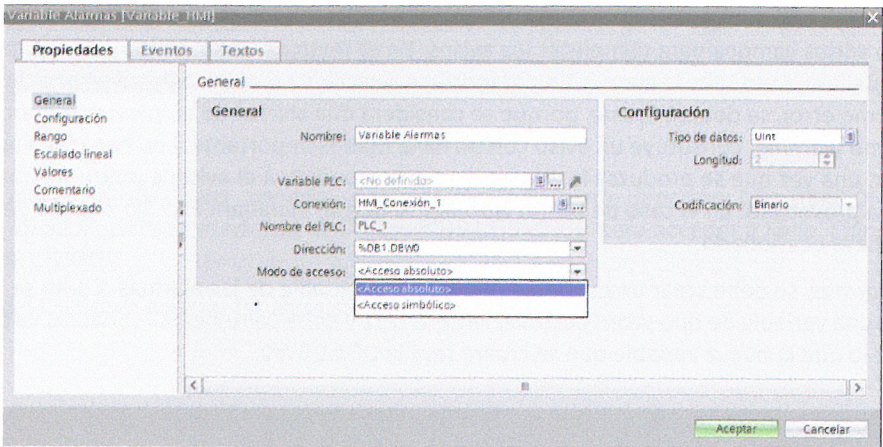 Variable Alarmas [Variable_HMI]
Propiedades Eventos Textos
General
Configuración
Rango
Escalado lineal
Valores
Comentario
Multiplexado
General
General
Nombre: Variable Alarmas
Variable PLC: <No definido>
Conexión: HMI_Conexión_1
Nombre del PLC: PLC_1
Dirección: %DB1.DBW0
Modo de acceso: <Acceso absoluto>
<Acceso absoluto>
<Acceso simbólico>
Configuración
Tipo de datos: UInt
Longitud: 2
Codificación: Binario
Aceptar Cancelar